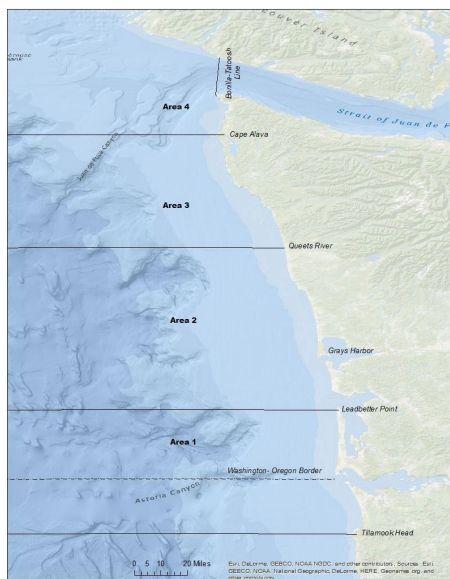 Vancouver Island
Bonilla-Tatoosh
Line
Area 4
Strait of Juan de F
Cape Alava
Juan de Fuca Canyon
Area 3
Queets River
Area 2
Grays Harbor
Leadbetter Point
Area 1
Washington- Oregon Border
Astoria Canyon
Tillamook Head
0 5 10 20 Miles
Esri, DeLorme, GEBCO, NOAA NGDC, and other contributors, Sources: Esri,
GEBCO, NOAA, National Geographic, DeLorme, HERE, Geonames.org, and
other contributors